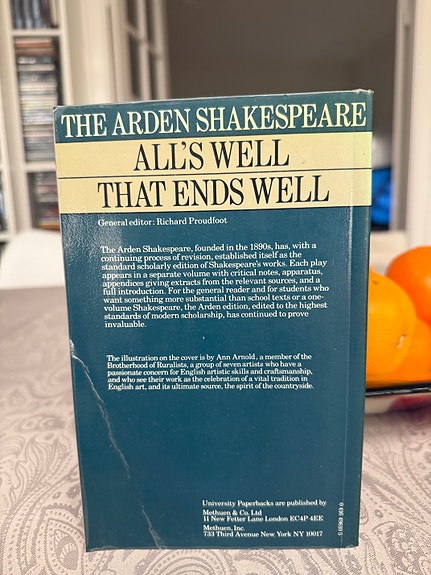 THE ARDEN SHAKESPEARE
ALL'S WELL
THAT ENDS WELL
General editor: Richard Proudfoot
The Arden Shakespeare, founded in the 1890s, has, with a
continuing process of revision, established itself as the
standard scholarly edition of Shakespeare's works. Each play
appears in a separate volume with critical notes, apparatus,
appendices giving extracts from the relevant sources, and a
full introduction. For the general reader and for students who
want something more substantial than school texts or a one-
volume Shakespeare, the Arden edition, edited to the highest
standards of modern scholarship, has continued to prove
invaluable.
The illustration on the cover is by Ann Arnold, a member of the
Brotherhood of Ruralists, a group of seven artists who have a
passionate concern for English artistic skills and craftsmanship,
and who see their work as the celebration of a vital tradition in
English art, and its ultimate source, the spirit of the countryside.
University Paperbacks are published by
Methuen & Co. Ltd
11 New Fetter Lane London EC4P 4EE
Methuen, Inc.
733 Third Avenue New York NY 10017